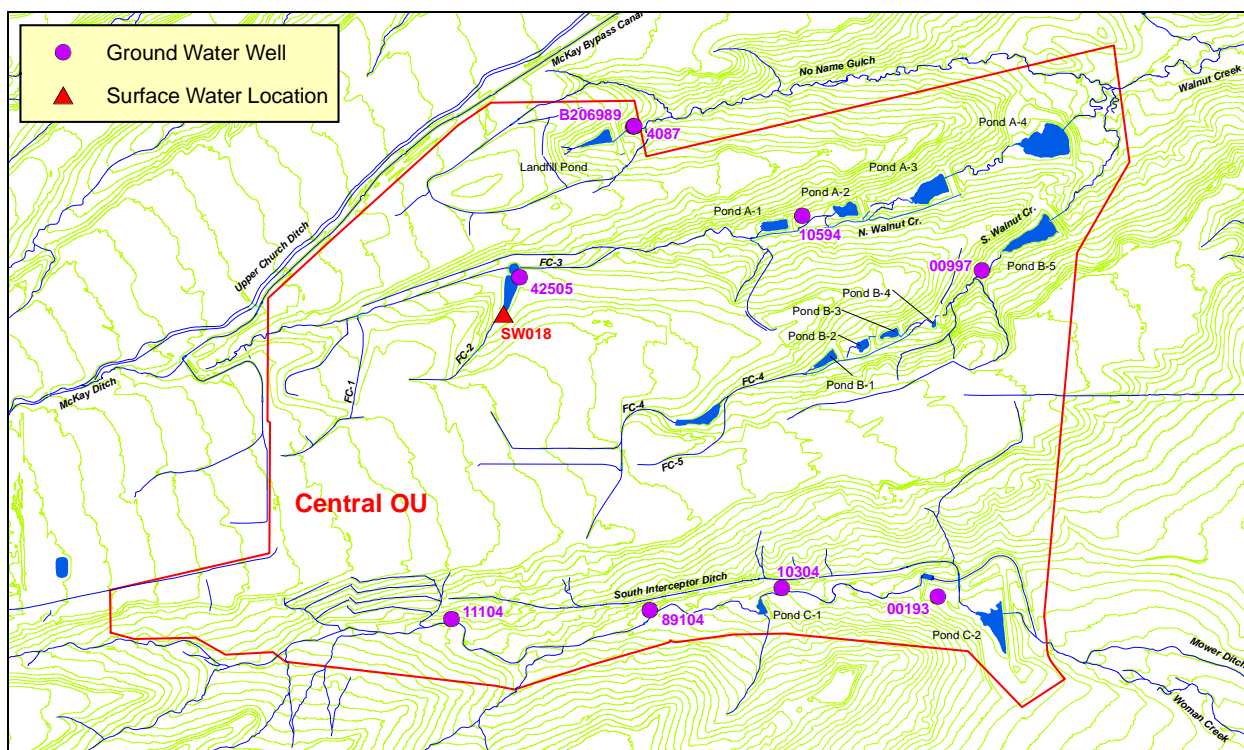 Ground Water Well
Surface Water Location
McKay Bypass Canal
No Name Gulch
Walnut Creek
B206989
4087
Landfill Pond
Pond A-4
Pond A-3
Pond A-2
Pond A-1
10594
N. Walnut Cr.
S. Walnut Cr.
Upper Church Ditch
FC-3
42505
00997
Pond B-5
Pond B-4
Pond B-3
Pond B-2
Pond B-1
SW018
FC-2
FC-1
McKay Ditch
FC-4
FC-4
FC-5
Central OU
South Interceptor Ditch
10304
11104
89104
Pond C-1
00193
Pond C-2
Mower Ditch
Woman Creek